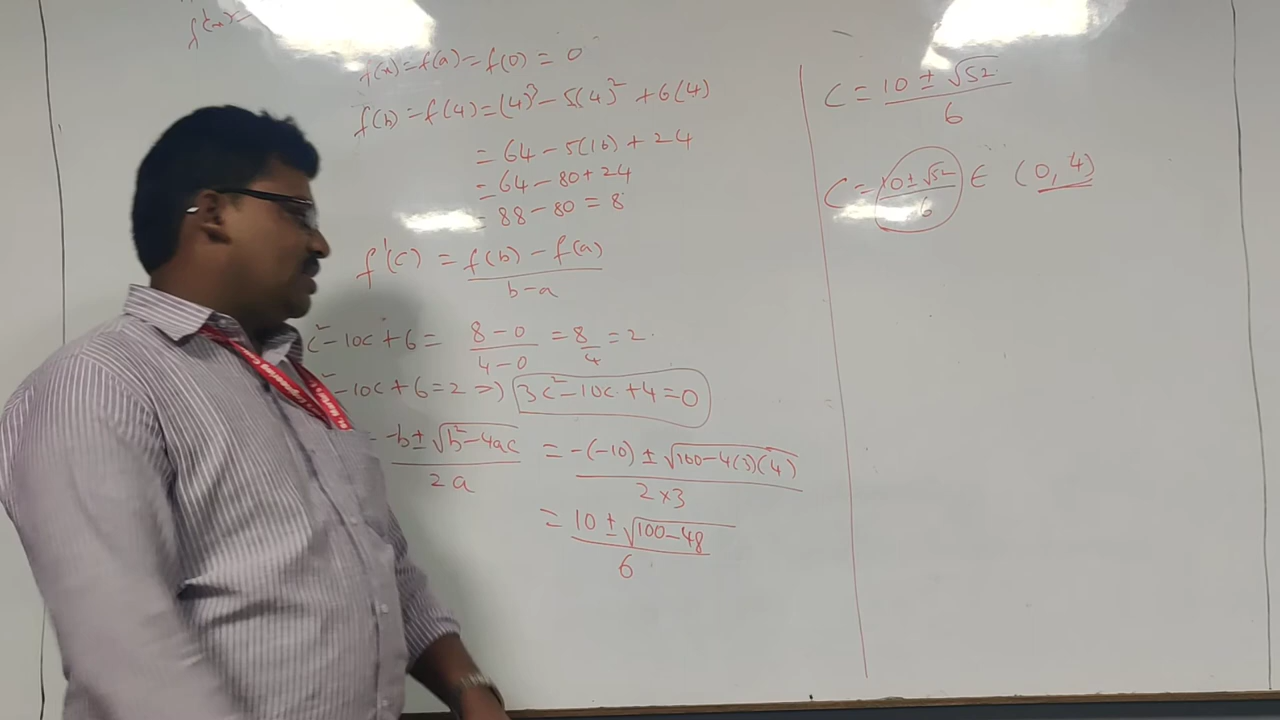 f'(x)=
f(x)=f(a)=f(0)=0
f(b)=f(4)=(4)³-5(4)²+6(4)
=64-5(16)+24
=64-80+24
=88-80=8
f'(c) = f(b)-f(a) / b-a
c²-10c+6 = 8-0 / 4-0 = 8/4 = 2.
²-10c+6=2 => 3c²-10c+4=0
-b±√b²-4ac / 2a = -(-10)±√100-4(3)(4) / 2×3
= 10±√100-48 / 6
C = 10±√52 / 6
C = 10±√52 / 6 ∈ (0,4)
Engineering